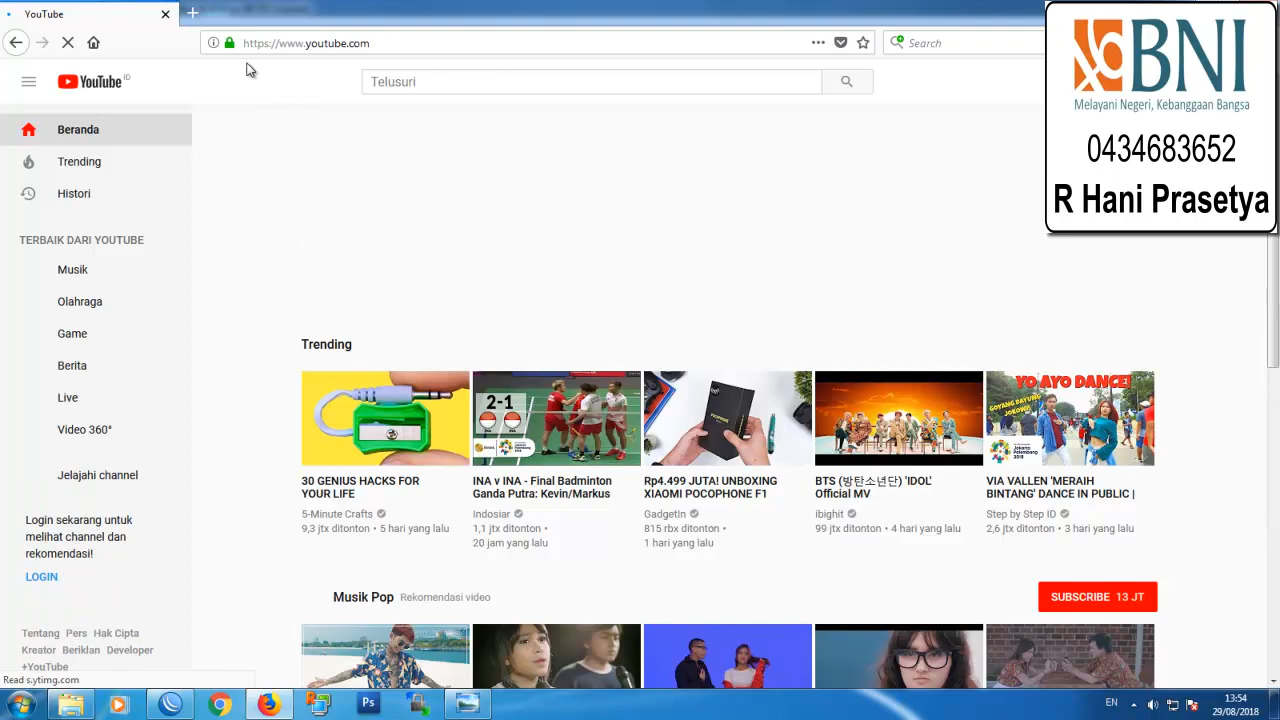 YouTube
https://www.youtube.com
Search
BNI
Melayani Negeri, Kebanggaan Bangsa
0434683652
R Hani Prasetya
YouTube ID
Telusuri
Beranda
Trending
Histori
TERBAIK DARI YOUTUBE
Musik
Olahraga
Game
Berita
Live
Video 360°
Jelajahi channel
Login sekarang untuk
melihat channel dan
rekomendasi!
LOGIN
Tentang Pers Hak Cipta
Kreator Beriklan Developer
+YouTube
Read s.ytimg.com
Trending
2-1
YO AYO DANCE!
GOYANG DAYUNG
JOKOWI
30 GENIUS HACKS FOR
YOUR LIFE
5-Minute Crafts
9,3 jtx ditonton • 5 hari yang lalu
INA v INA - Final Badminton
Ganda Putra: Kevin/Markus
Indosiar
1,1 jtx ditonton •
20 jam yang lalu
Rp4.499 JUTA! UNBOXING
XIAOMI POCOPHONE F1
GadgetIn
815 rbx ditonton •
1 hari yang lalu
BTS (방탄소년단) 'IDOL'
Official MV
ibighit
99 jtx ditonton • 4 hari yang lalu
VIA VALLEN 'MERAIH
BINTANG' DANCE IN PUBLIC |
Step by Step ID
2,6 jtx ditonton • 3 hari yang lalu
Musik Pop Rekomendasi video
SUBSCRIBE 13 JT
Ps
EN
13:54
29/08/2018